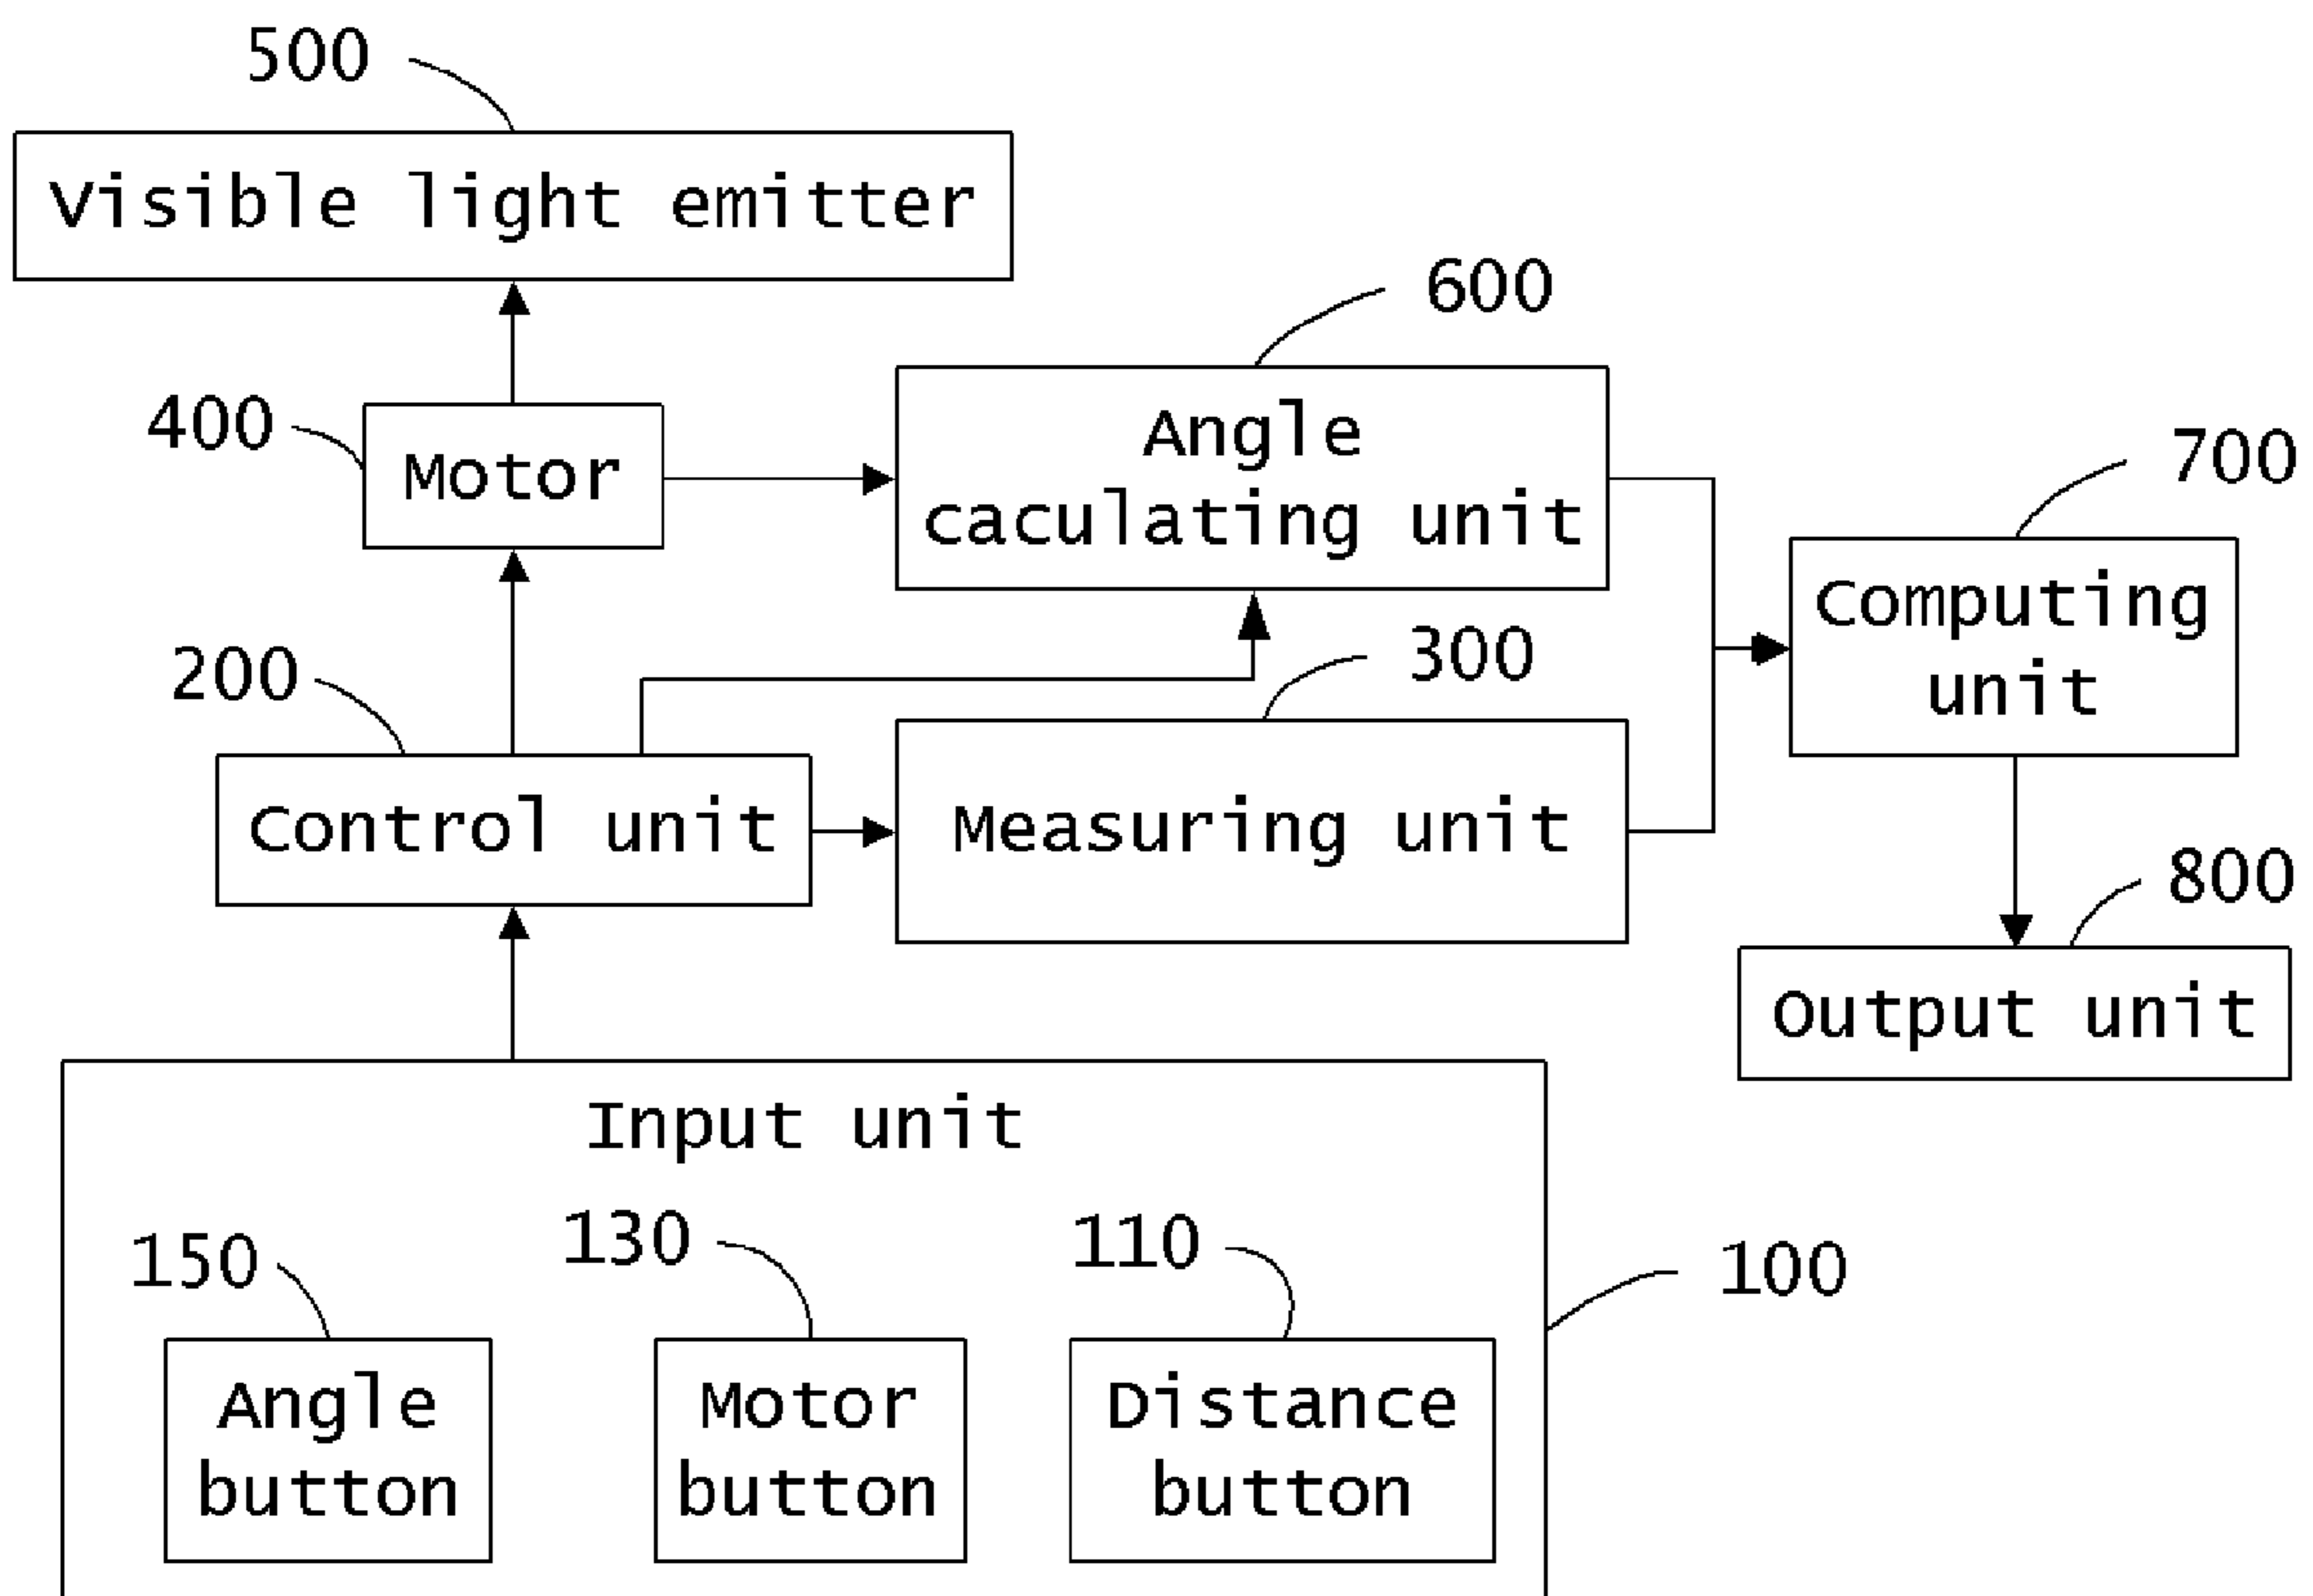 500
Visible light emitter
600
400
Motor
Angle
caculating unit
700
Computing
unit
200
300
Control unit
Measuring unit
800
Output unit
Input unit
150
130
110
100
Angle
button
Motor
button
Distance
button